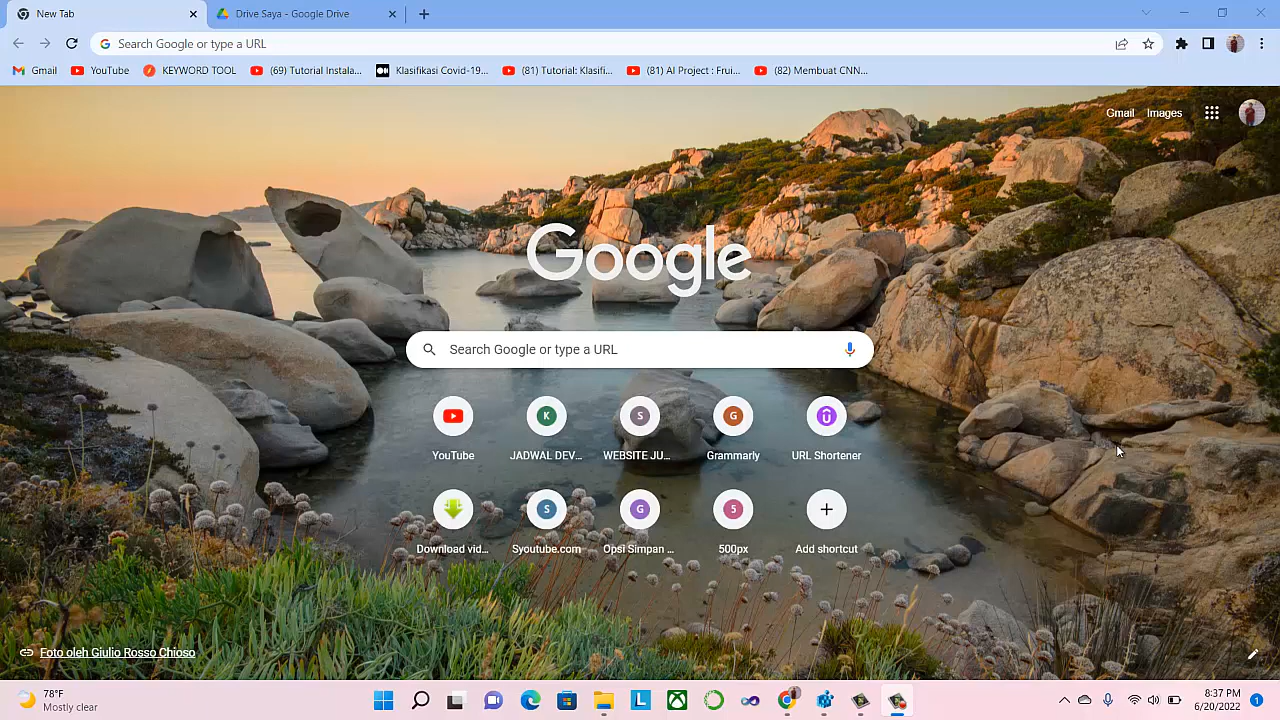 New Tab
Drive Saya - Google Drive
Search Google or type a URL
Gmail
YouTube
KEYWORD TOOL
(69) Tutorial Instala...
Klasifikasi Covid-19...
(81) Tutorial: Klasifi...
(81) AI Project : Frui...
(82) Membuat CNN...
Gmail
Images
Google
Search Google or type a URL
K
S
G
YouTube
JADWAL DEV...
WEBSITE JU...
Grammarly
URL Shortener
S
G
5
Download vid...
Syoutube.com
Opsi Simpan ...
500px
Add shortcut
Foto oleh Giulio Rosso Chioso
78°F
Mostly clear
L
8:37 PM
6/20/2022
1